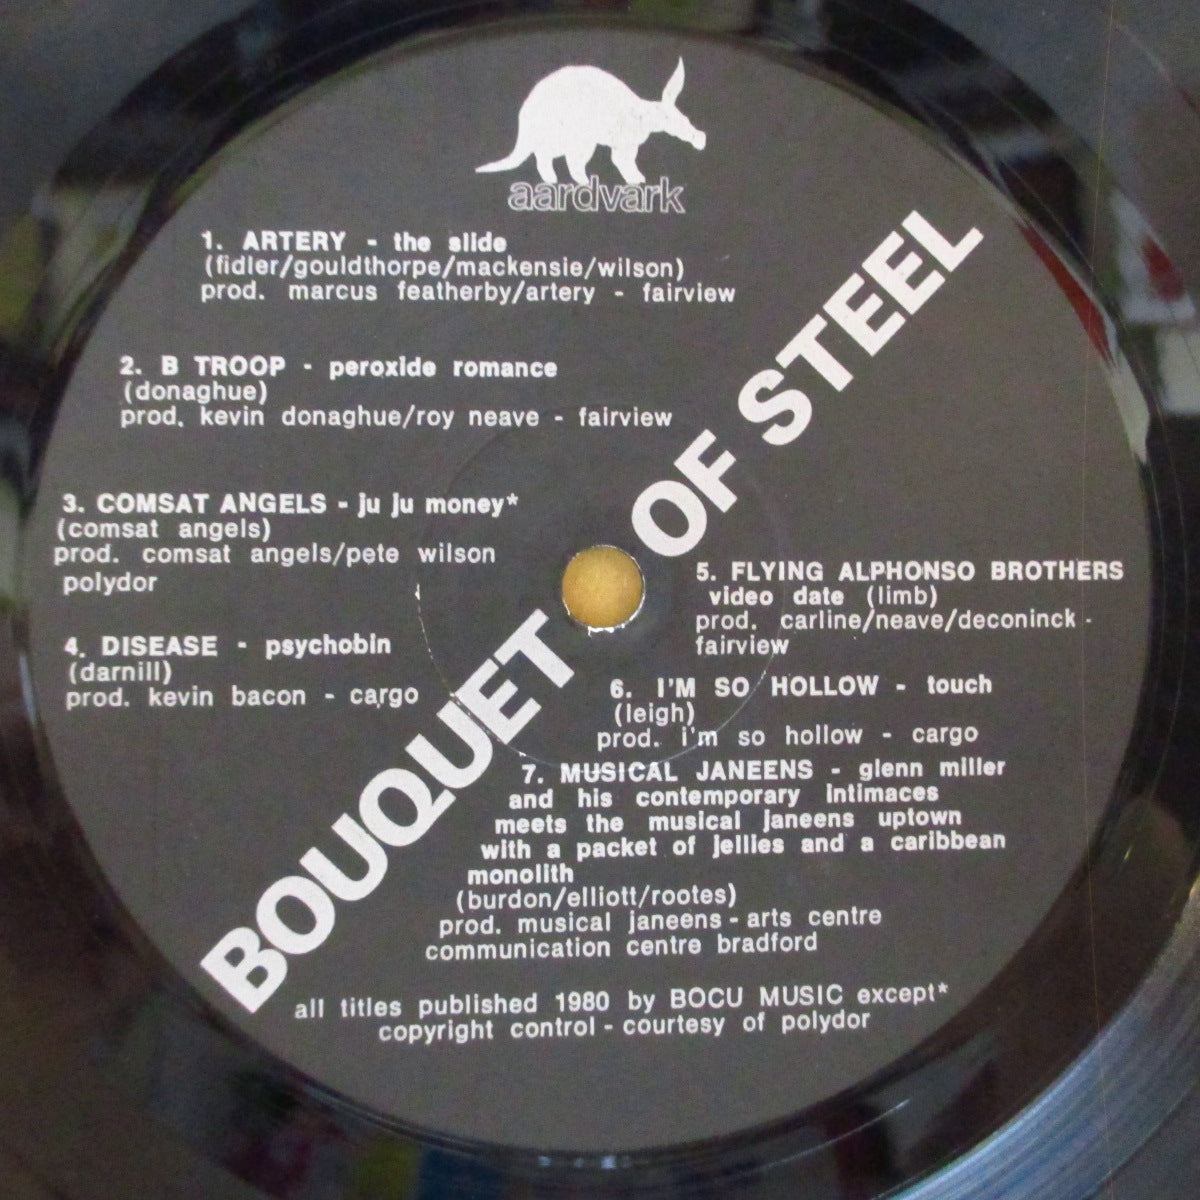 aardvark
1. ARTERY - the slide
(fidler/gouldthorpe/mackensie/wilson)
prod. marcus featherby/artery - fairview
2. B TROOP - peroxide romance
(donaghue)
prod. kevin donaghue/roy neave - fairview
3. COMSAT ANGELS - ju ju money*
(comsat angels)
prod. comsat angels/pete wilson
polydor
4. DISEASE - psychobin
(darnill)
prod. kevin bacon - cargo
BOUQUET OF STEEL
5. FLYING ALPHONSO BROTHERS
video date (limb)
prod. carline/neave/deconinck -
fairview
6. I'M SO HOLLOW - touch
(leigh)
prod. i'm so hollow - cargo
7. MUSICAL JANEENS - glenn miller
and his contemporary intimaces
meets the musical janeens uptown
with a packet of jellies and a caribbean
monolith
(burdon/elliott/rootes)
prod. musical janeens - arts centre
communication centre bradford
all titles published 1980 by BOCU MUSIC except*
copyright control - courtesy of polydor